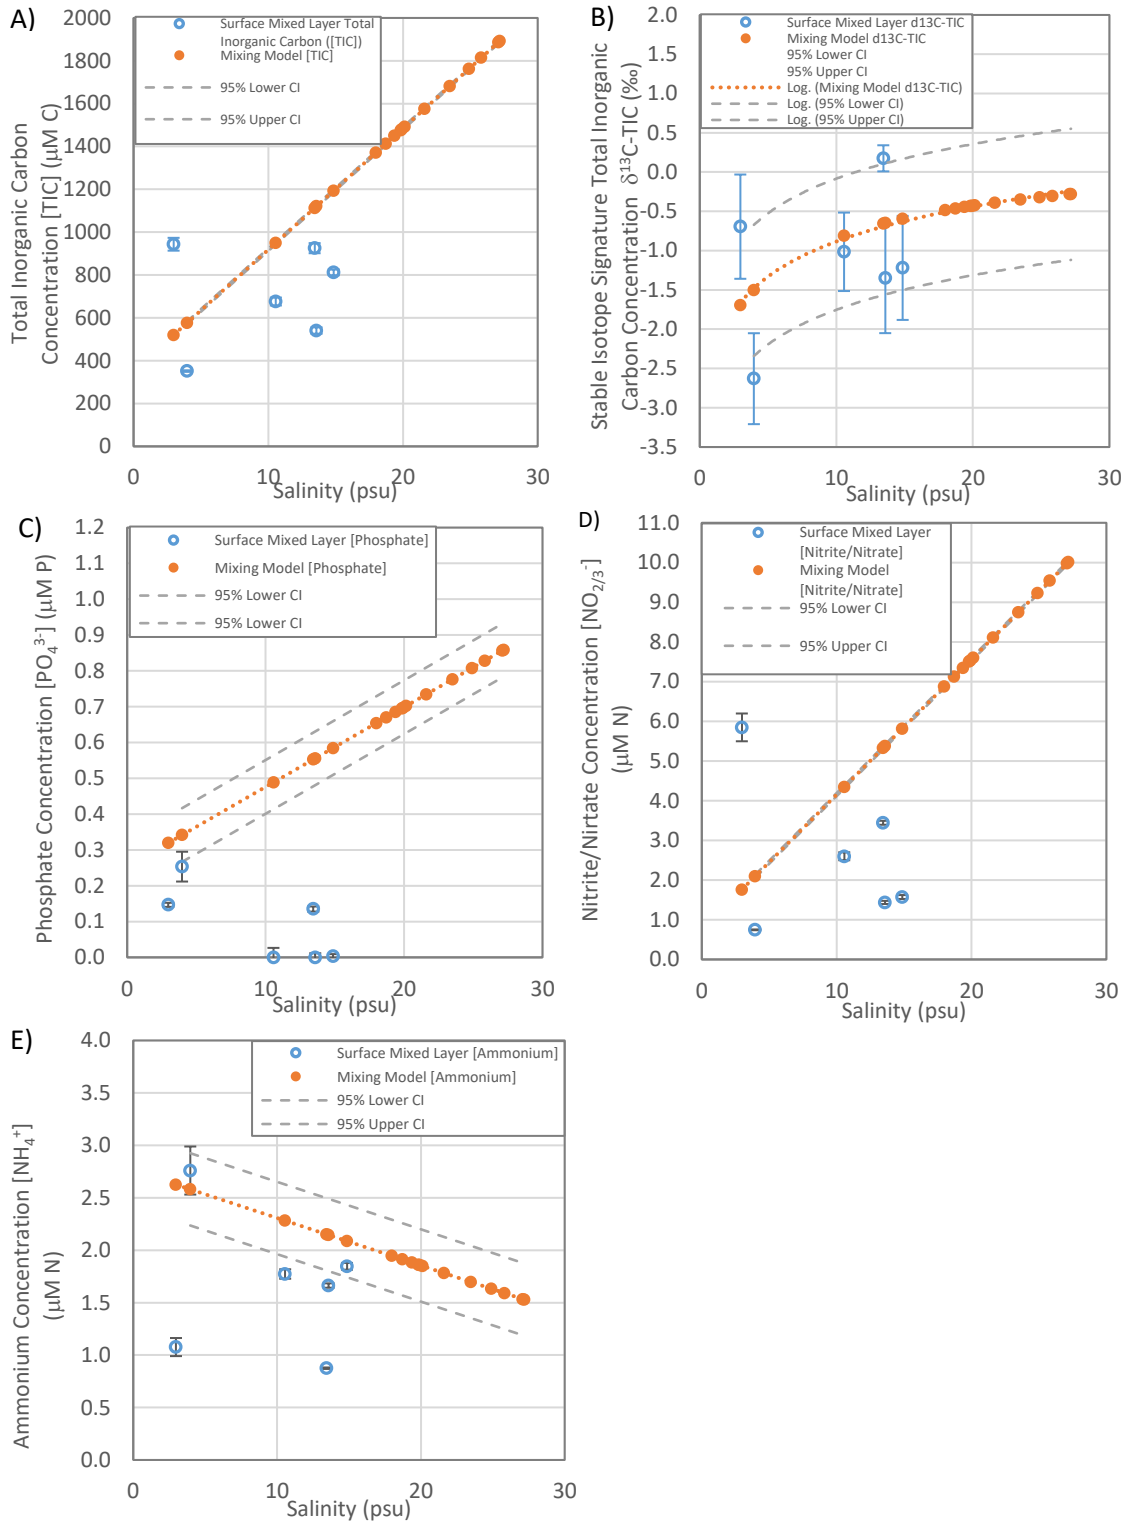 A)
Total Inorganic Carbon
Concentration [TIC] (μM C)
2000
1800
1600
1400
1200
1000
800
600
400
200
0
Surface Mixed Layer Total
Inorganic Carbon ([TIC])
Mixing Model [TIC]
95% Lower CI
95% Upper CI
0 10 20 30
Salinity (psu)
B)
Stable Isotope Signature Total Inorganic
Carbon Concentration δ13C-TIC (‰)
2.0
1.5
1.0
0.5
0.0
-0.5
-1.0
-1.5
-2.0
-2.5
-3.0
-3.5
Surface Mixed Layer d13C-TIC
Mixing Model d13C-TIC
95% Lower CI
95% Upper CI
Log. (Mixing Model d13C-TIC)
Log. (95% Lower CI)
Log. (95% Upper CI)
0 10 20 30
Salinity (psu)
C)
Phosphate Concentration [PO43-] (μM P)
1.2
1.1
1.0
0.9
0.8
0.7
0.6
0.5
0.4
0.3
0.2
0.1
0.0
Surface Mixed Layer [Phosphate]
Mixing Model [Phosphate]
95% Lower CI
95% Lower CI
0 10 20 30
Salinity (psu)
D)
Nitrite/Nirtate Concentration [NO2/3-]
(μM N)
11.0
10.0
9.0
8.0
7.0
6.0
5.0
4.0
3.0
2.0
1.0
0.0
Surface Mixed Layer
[Nitrite/Nitrate]
Mixing Model
[Nitrite/Nitrate]
95% Lower CI
95% Upper CI
0 10 20 30
Salinity (psu)
E)
Ammonium Concentration [NH4+]
(μM N)
4.0
3.5
3.0
2.5
2.0
1.5
1.0
0.5
0.0
Surface Mixed Layer [Ammonium]
Mixing Model [Ammonium]
95% Lower CI
95% Upper CI
0 10 20 30
Salinity (psu)